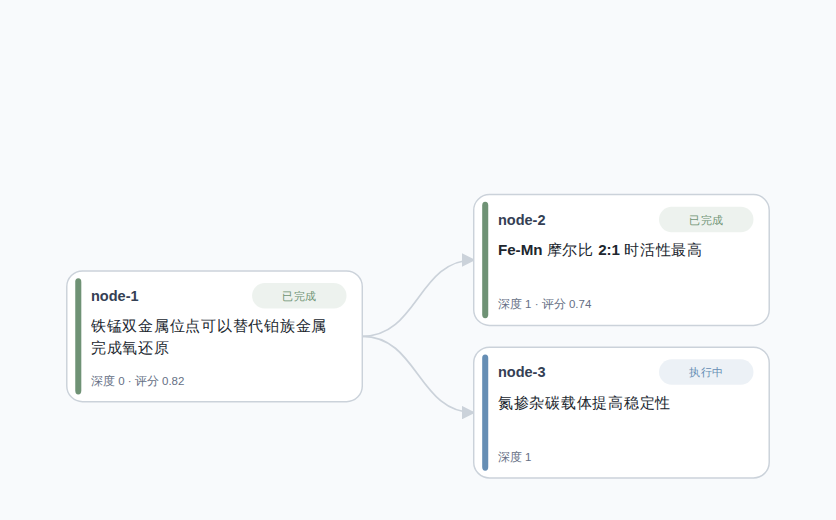 node-1
已完成
铁锰双金属位点可以替代铂族金属
完成氧还原
深度 0 · 评分 0.82
node-2
已完成
Fe-Mn 摩尔比 2:1 时活性最高
深度 1 · 评分 0.74
node-3
执行中
氮掺杂碳载体提高稳定性
深度 1